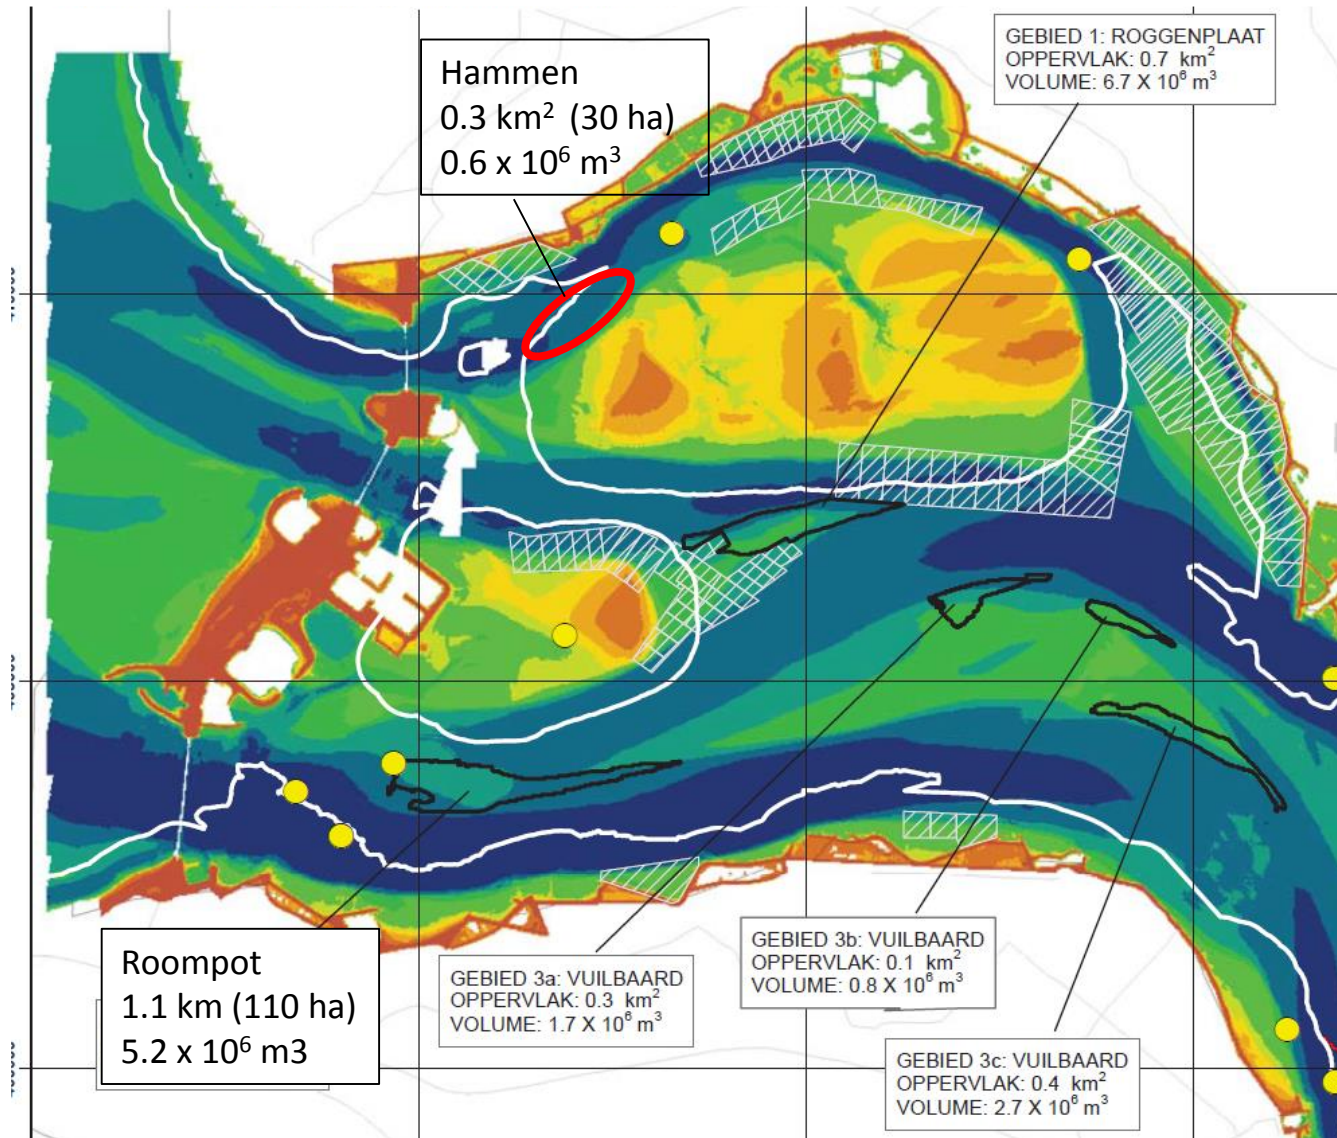 GEBIED 1: ROGGENPLAAT
OPPERVLAK: 0.7 km²
VOLUME: 6.7 X 10⁶ m³
Hammen
0.3 km² (30 ha)
0.6 x 10⁶ m³
Roompot
1.1 km (110 ha)
5.2 x 10⁶ m3
GEBIED 3a: VUILBAARD
OPPERVLAK: 0.3 km²
VOLUME: 1.7 X 10⁶ m³
GEBIED 3b: VUILBAARD
OPPERVLAK: 0.1 km²
VOLUME: 0.8 X 10⁶ m³
GEBIED 3c: VUILBAARD
OPPERVLAK: 0.4 km²
VOLUME: 2.7 X 10⁶ m³